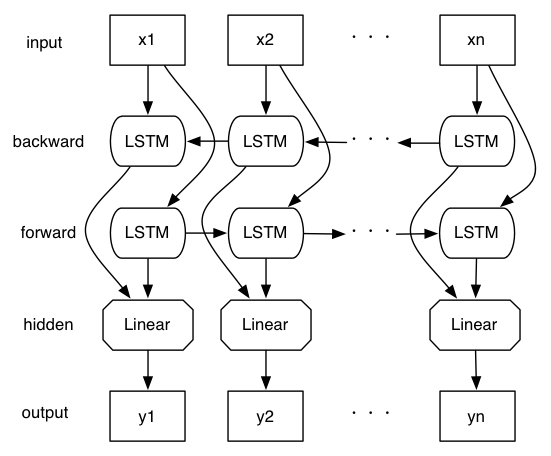 input x1 x2 . . . xn
backward LSTM LSTM . . . LSTM
forward LSTM LSTM . . . LSTM
hidden Linear Linear Linear
output y1 y2 . . . yn